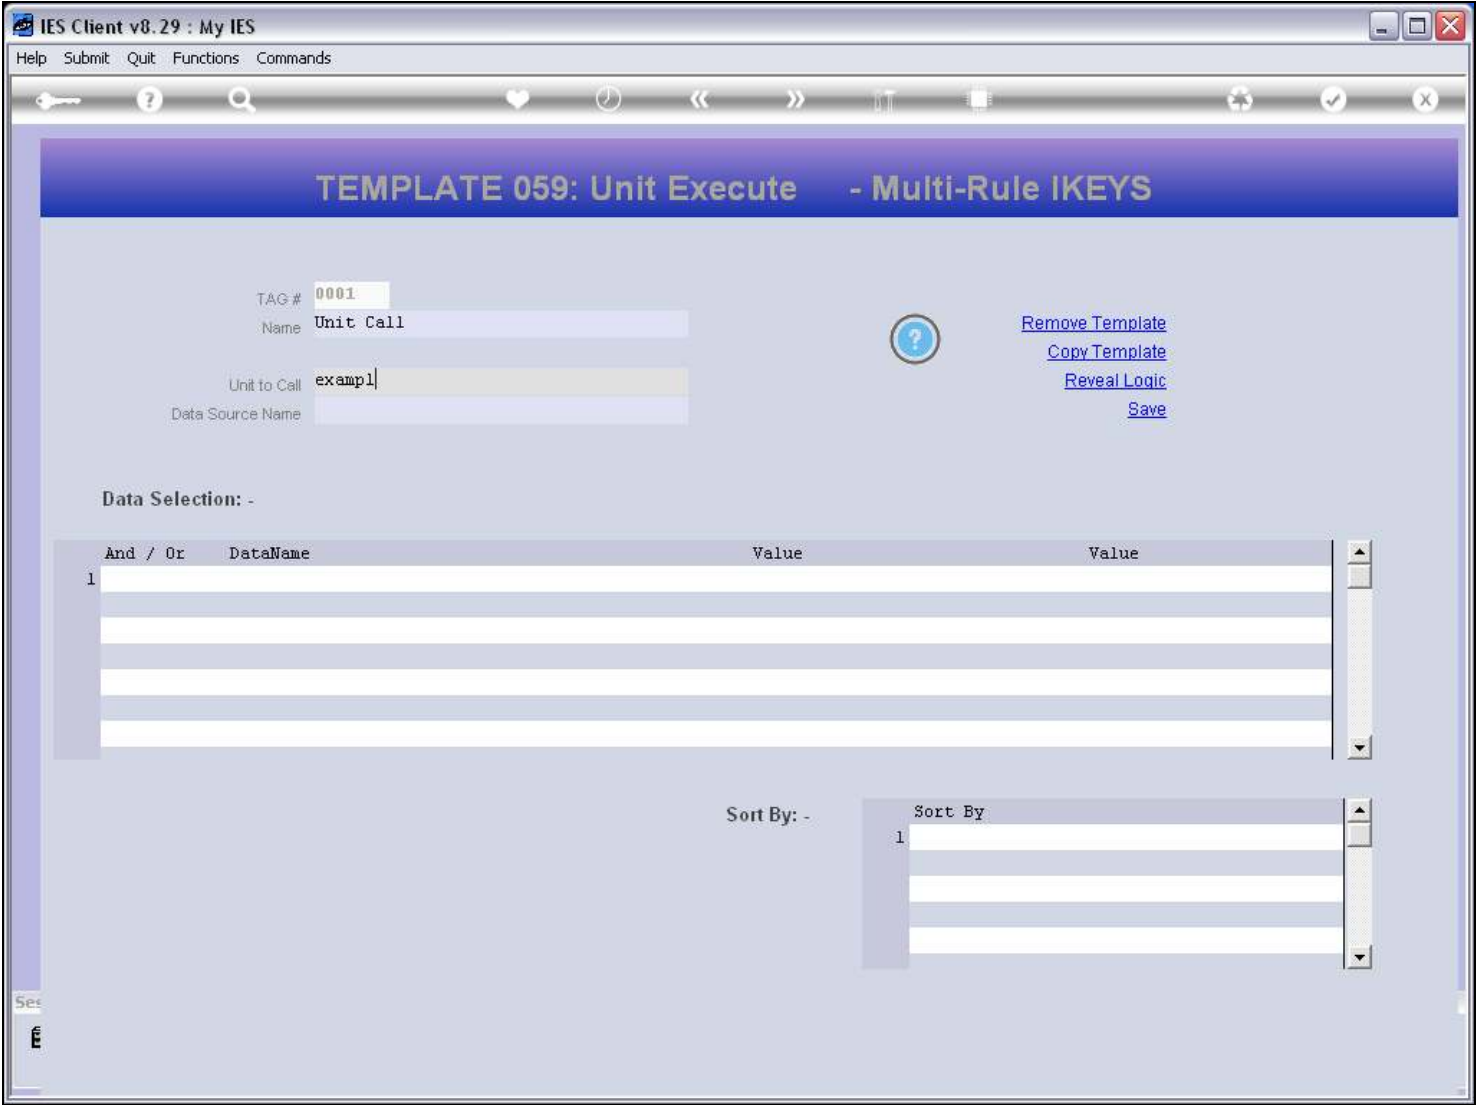 IES Client v8.29 : My IES
Help Submit Quit Functions Commands
TEMPLATE 059: Unit Execute - Multi-Rule IKEYS
TAG # 0001
Name Unit Call
Remove Template
Copy Template
Unit to Call exampl
Reveal Logic
Data Source Name
Save
Data Selection: -
And / Or DataName Value Value
1
Sort By: -
Sort By
1
Ses